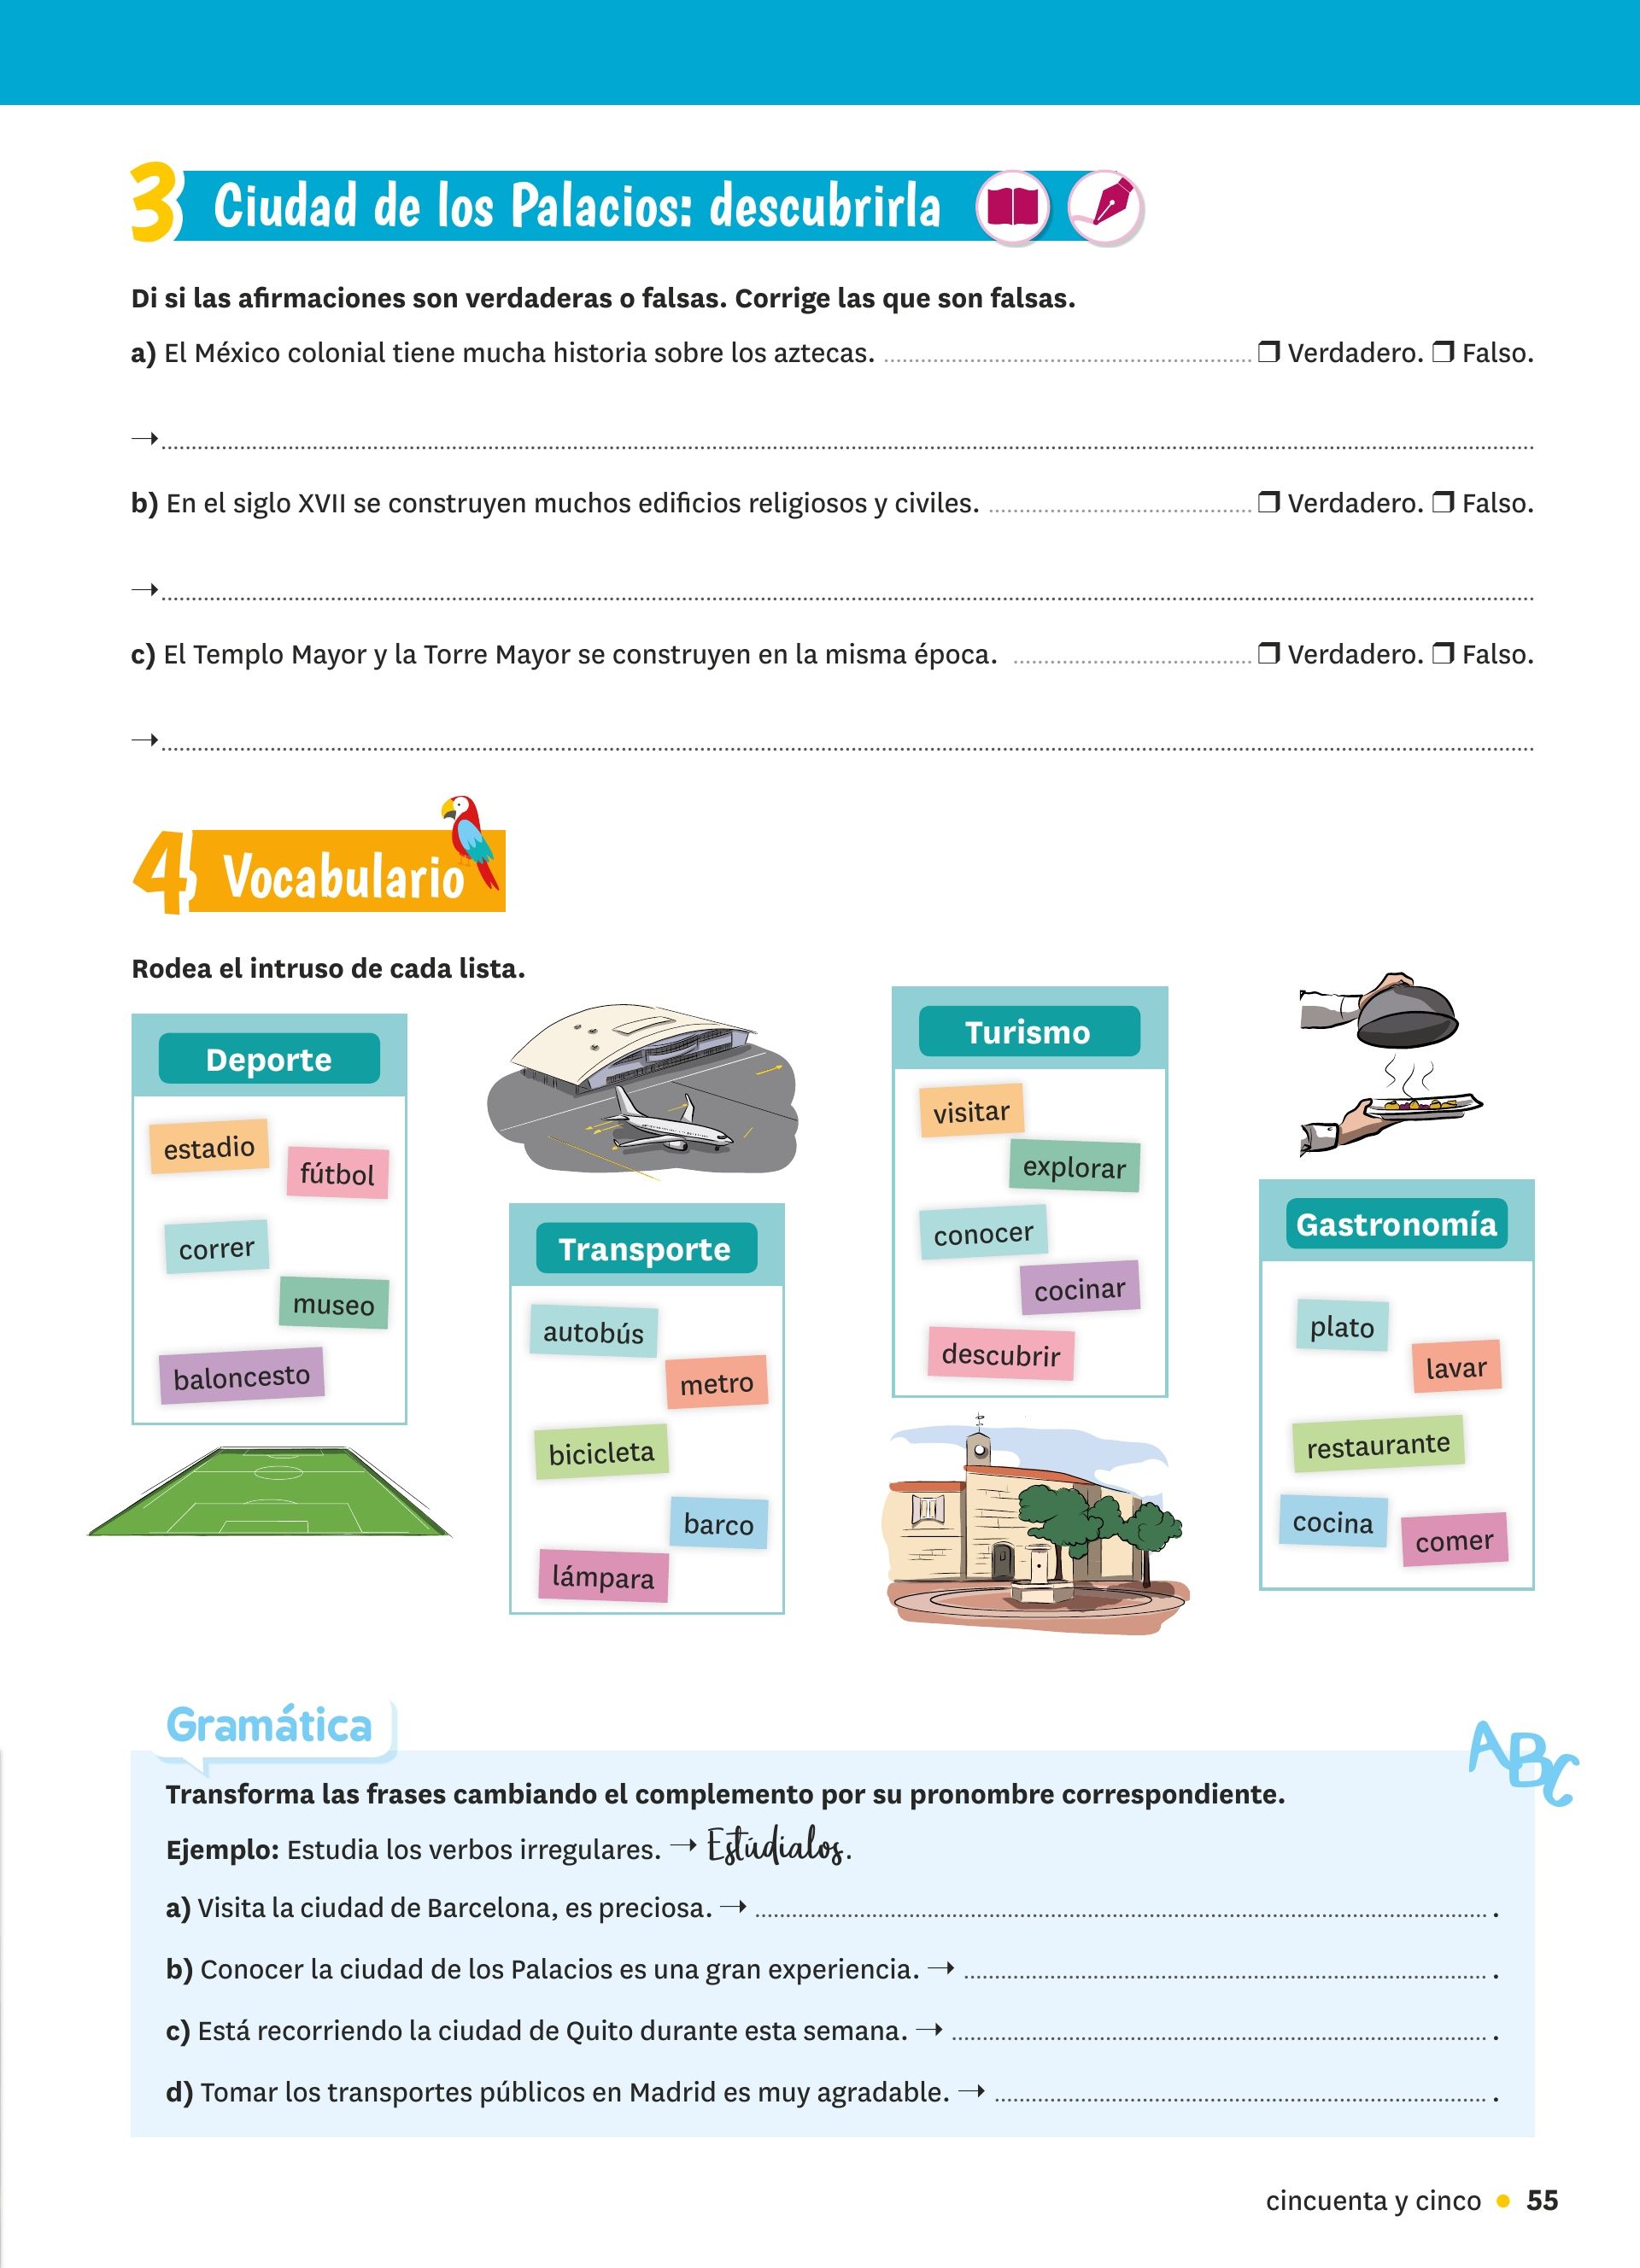 3 Ciudad de los Palacios: descubrirla
Di si las afirmaciones son verdaderas o falsas. Corrige las que son falsas.
a) El México colonial tiene mucha historia sobre los aztecas. ❒ Verdadero. ❒ Falso.
→
b) En el siglo XVII se construyen muchos edificios religiosos y civiles. ❒ Verdadero. ❒ Falso.
→
c) El Templo Mayor y la Torre Mayor se construyen en la misma época. ❒ Verdadero. ❒ Falso.
→
4 Vocabulario
Rodea el intruso de cada lista.
Deporte
estadio
fútbol
correr
museo
baloncesto
Transporte
autobús
metro
bicicleta
barco
lámpara
Turismo
visitar
explorar
conocer
cocinar
descubrir
Gastronomía
plato
lavar
restaurante
cocina
comer
Gramática
ABC
Transforma las frases cambiando el complemento por su pronombre correspondiente.
Ejemplo: Estudia los verbos irregulares. → Estúdialos.
a) Visita la ciudad de Barcelona, es preciosa. → .
b) Conocer la ciudad de los Palacios es una gran experiencia. → .
c) Está recorriendo la ciudad de Quito durante esta semana. → .
d) Tomar los transportes públicos en Madrid es muy agradable. → .
cincuenta y cinco • 55